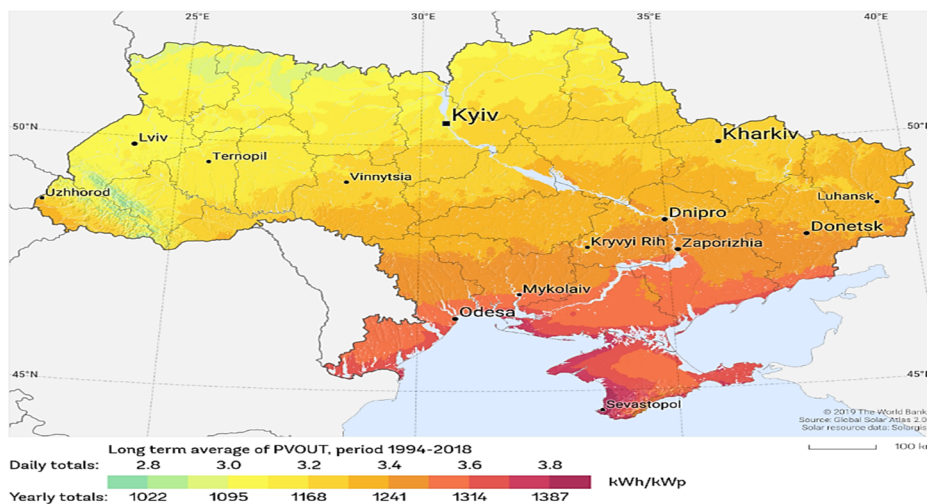 25°E 30°E 35°E 40°E
50°N 50°N
Kyiv
Kharkiv
Lviv
Ternopil
Vinnytsia
Uzhhorod
Luhansk
Dnipro
Donetsk
Kryvyi Rih
Zaporizhia
Mykolaiv
Odesa
45°N 45°N
Sevastopol
© 2019 The World Bank
Source: Global Solar Atlas 2.0
Solar resource data: Solargis
100 km
Long term average of PVOUT, period 1994-2018
Daily totals: 2.8 3.0 3.2 3.4 3.6 3.8
kWh/kWp
Yearly totals: 1022 1095 1168 1241 1314 1387